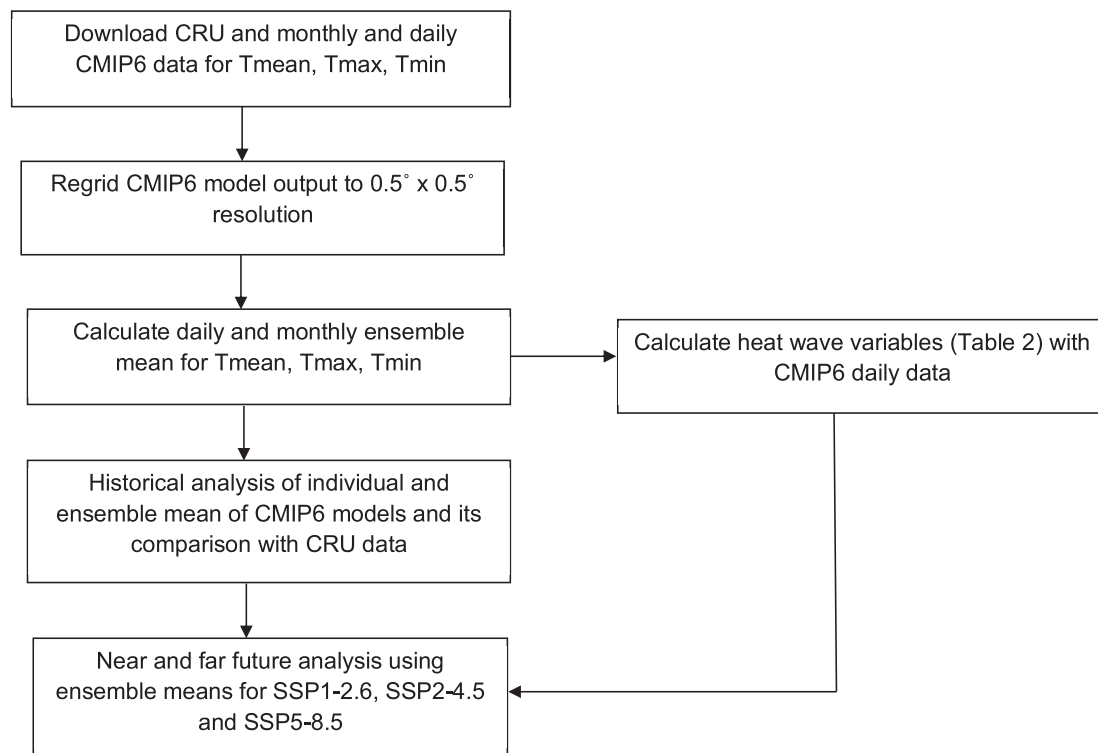 Download CRU and monthly and daily
CMIP6 data for Tmean, Tmax, Tmin
Regrid CMIP6 model output to 0.5˚ x 0.5˚
resolution
Calculate daily and monthly ensemble
mean for Tmean, Tmax, Tmin
Calculate heat wave variables (Table 2) with
CMIP6 daily data
Historical analysis of individual and
ensemble mean of CMIP6 models and its
comparison with CRU data
Near and far future analysis using
ensemble means for SSP1-2.6, SSP2-4.5
and SSP5-8.5